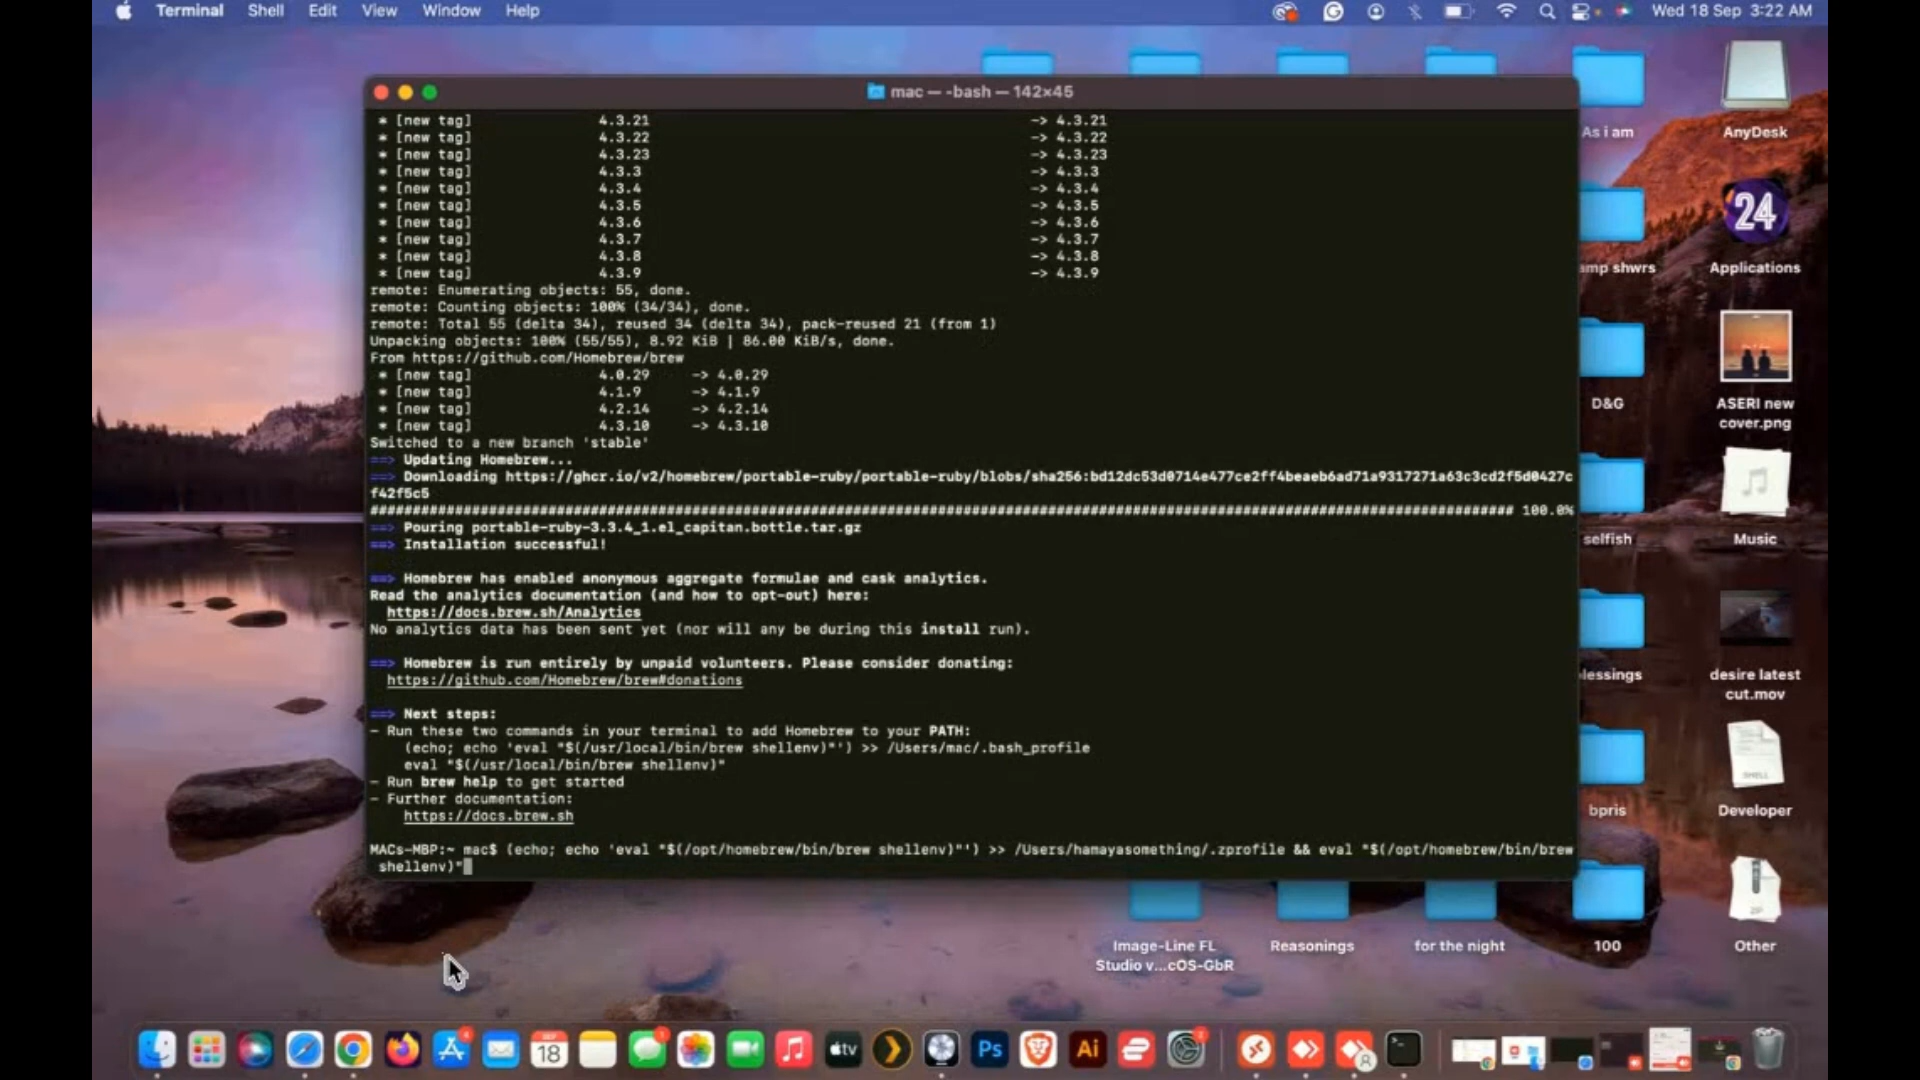 Terminal Shell Edit View Window Help
Wed 18 Sep 3:22 AM
mac — -bash — 142×45
* [new tag] 4.3.21 -> 4.3.21
* [new tag] 4.3.22 -> 4.3.22
* [new tag] 4.3.23 -> 4.3.23
* [new tag] 4.3.3 -> 4.3.3
* [new tag] 4.3.4 -> 4.3.4
* [new tag] 4.3.5 -> 4.3.5
* [new tag] 4.3.6 -> 4.3.6
* [new tag] 4.3.7 -> 4.3.7
* [new tag] 4.3.8 -> 4.3.8
* [new tag] 4.3.9 -> 4.3.9
remote: Enumerating objects: 55, done.
remote: Counting objects: 100% (34/34), done.
remote: Total 55 (delta 34), reused 34 (delta 34), pack-reused 21 (from 1)
Unpacking objects: 100% (55/55), 8.92 KiB | 86.00 KiB/s, done.
From https://github.com/Homebrew/brew
* [new tag] 4.0.29 -> 4.0.29
* [new tag] 4.1.9 -> 4.1.9
* [new tag] 4.2.14 -> 4.2.14
* [new tag] 4.3.10 -> 4.3.10
Switched to a new branch 'stable'
==> Updating Homebrew...
==> Downloading https://ghcr.io/v2/homebrew/portable-ruby/portable-ruby/blobs/sha256:bd12dc53d0714e477ce2ff4beaeb6ad71a9317271a63c3cd2f5d0427c
f42f5c5
######################################################################################################################################## 100.0%
==> Pouring portable-ruby-3.3.4_1.el_capitan.bottle.tar.gz
==> Installation successful!
==> Homebrew has enabled anonymous aggregate formulae and cask analytics.
Read the analytics documentation (and how to opt-out) here:
https://docs.brew.sh/Analytics
No analytics data has been sent yet (nor will any be during this install run).
==> Homebrew is run entirely by unpaid volunteers. Please consider donating:
https://github.com/Homebrew/brew#donations
==> Next steps:
- Run these two commands in your terminal to add Homebrew to your PATH:
(echo; echo 'eval "$(/usr/local/bin/brew shellenv)"') >> /Users/mac/.bash_profile
eval "$(/usr/local/bin/brew shellenv)"
- Run brew help to get started
- Further documentation:
https://docs.brew.sh
MACs-MBP:~ mac$ (echo; echo 'eval "$(/opt/homebrew/bin/brew shellenv)"') >> /Users/hamayasomething/.zprofile && eval "$(/opt/homebrew/bin/brew
shellenv)"
As i am
AnyDesk
24
amp shwrs
Applications
D&G
ASERI new
cover.png
selfish
Music
lessings
desire latest
cut.mov
SHELL
bpris
Developer
ZIP
Image-Line FL
Studio v...cOS-GbR
Reasonings
for the night
100
Other
SEP
18
tv
Ps
Ai